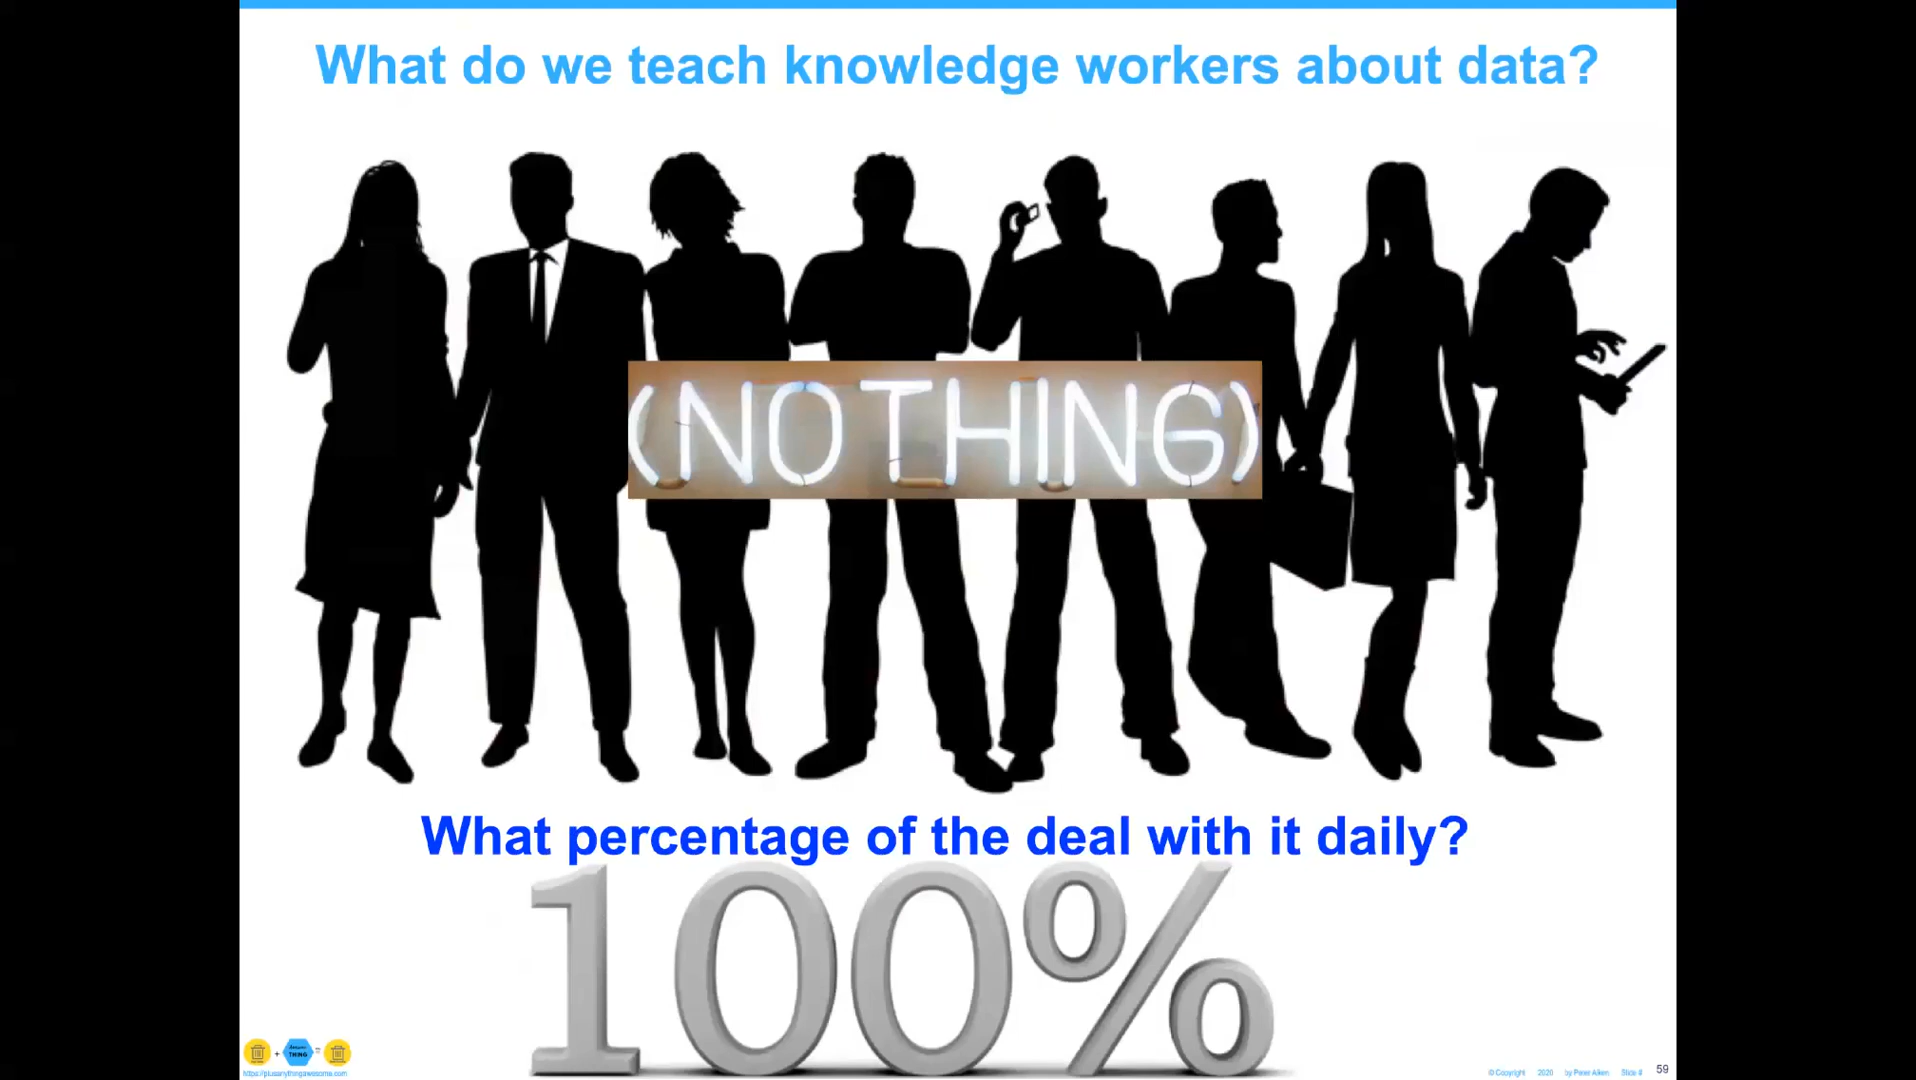 What do we teach knowledge workers about data?
(NOTHING)
What percentage of the deal with it daily?
100%
https://plusanythingawesome.com
© Copyright 2020 by Peter Aiken Slide # 59